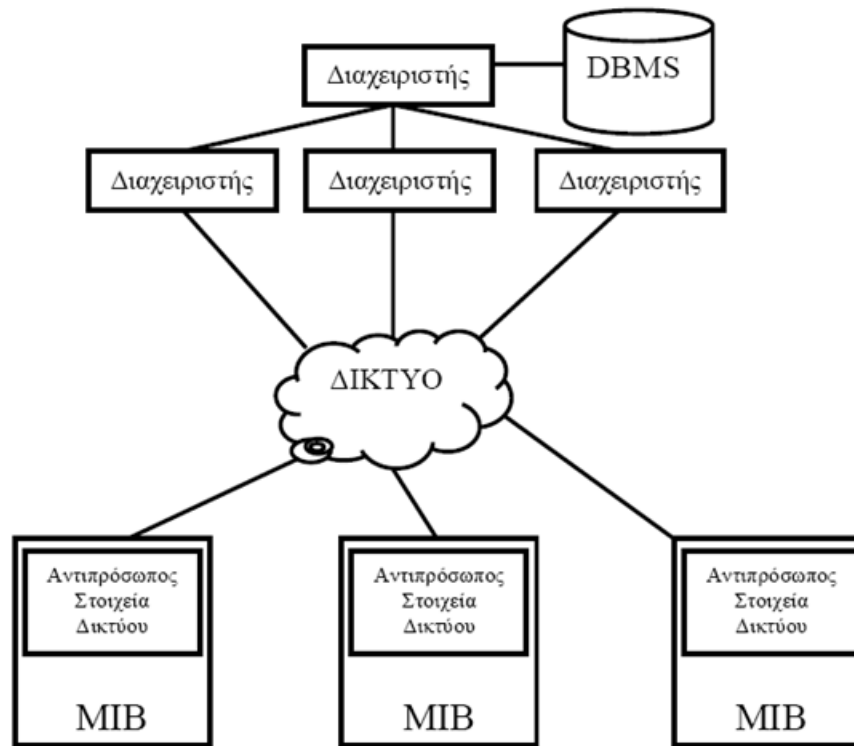 Διαχειριστής
DBMS
Διαχειριστής
Διαχειριστής
Διαχειριστής
ΔΙΚΤΥΟ
Αντιπρόσωπος
Στοιχεία
Δικτύου
MIB
Αντιπρόσωπος
Στοιχεία
Δικτύου
MIB
Αντιπρόσωπος
Στοιχεία
Δικτύου
MIB